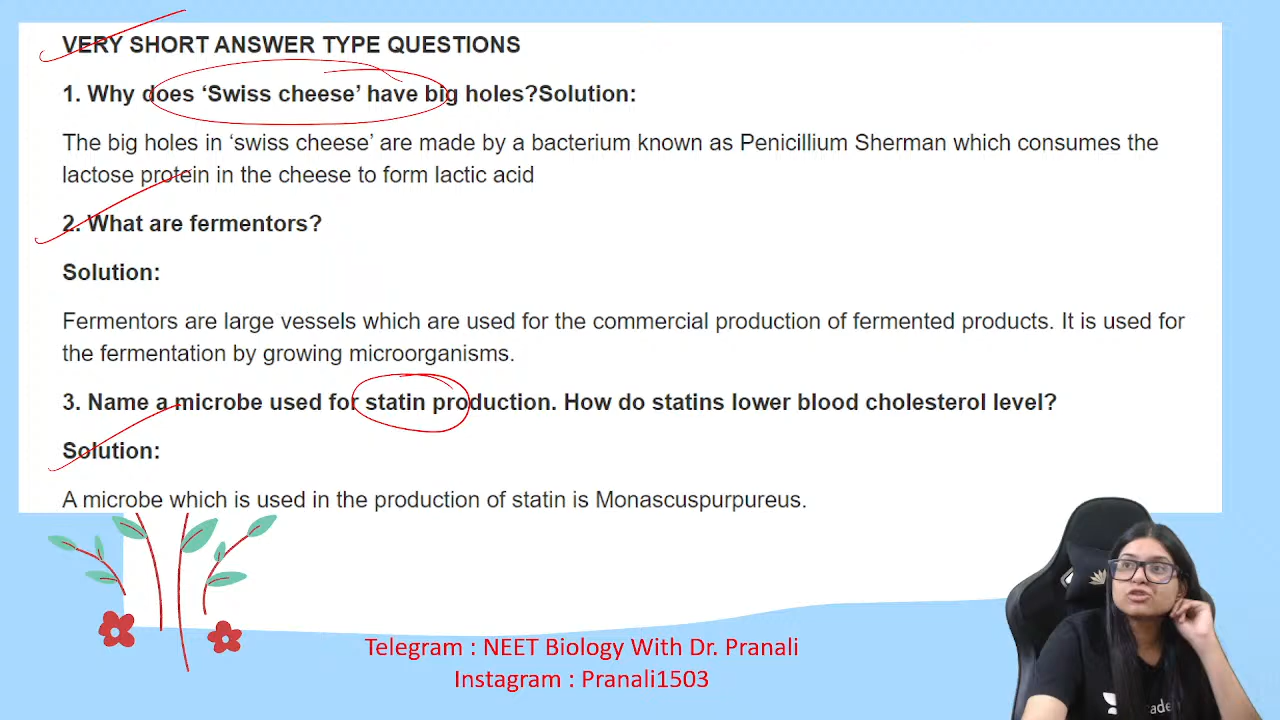 VERY SHORT ANSWER TYPE QUESTIONS
1. Why does ‘Swiss cheese’ have big holes?Solution:
The big holes in ‘swiss cheese’ are made by a bacterium known as Penicillium Sherman which consumes the
lactose protein in the cheese to form lactic acid
2. What are fermentors?
Solution:
Fermentors are large vessels which are used for the commercial production of fermented products. It is used for
the fermentation by growing microorganisms.
3. Name a microbe used for statin production. How do statins lower blood cholesterol level?
Solution:
A microbe which is used in the production of statin is Monascuspurpureus.
Telegram : NEET Biology With Dr. Pranali
Instagram : Pranali1503